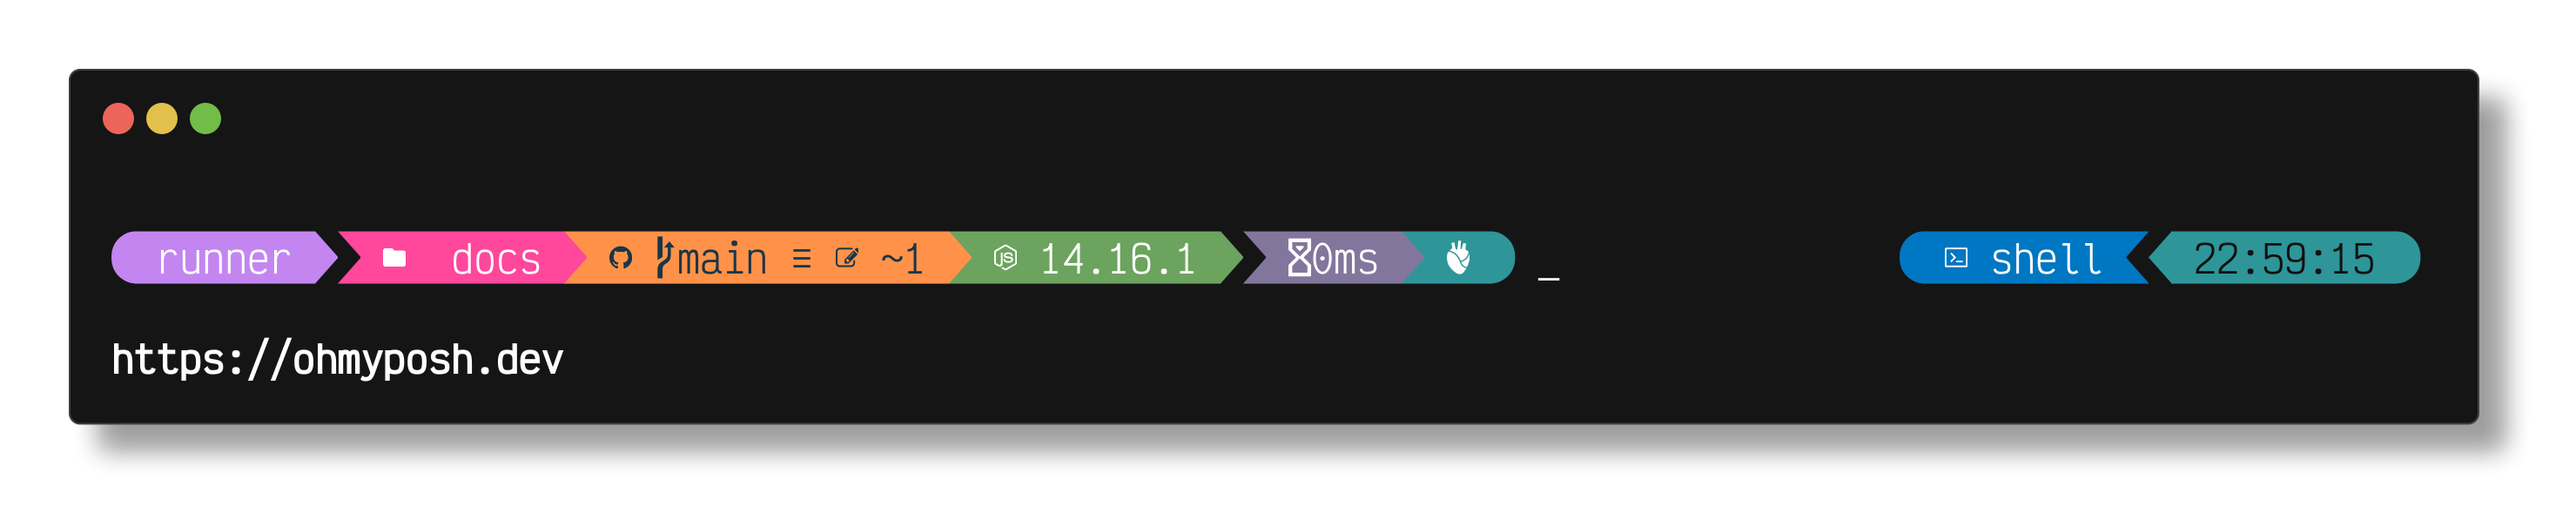 runner docs main ≡ ~1 14.16.1 0ms _ shell 22:59:15
https://ohmyposh.dev